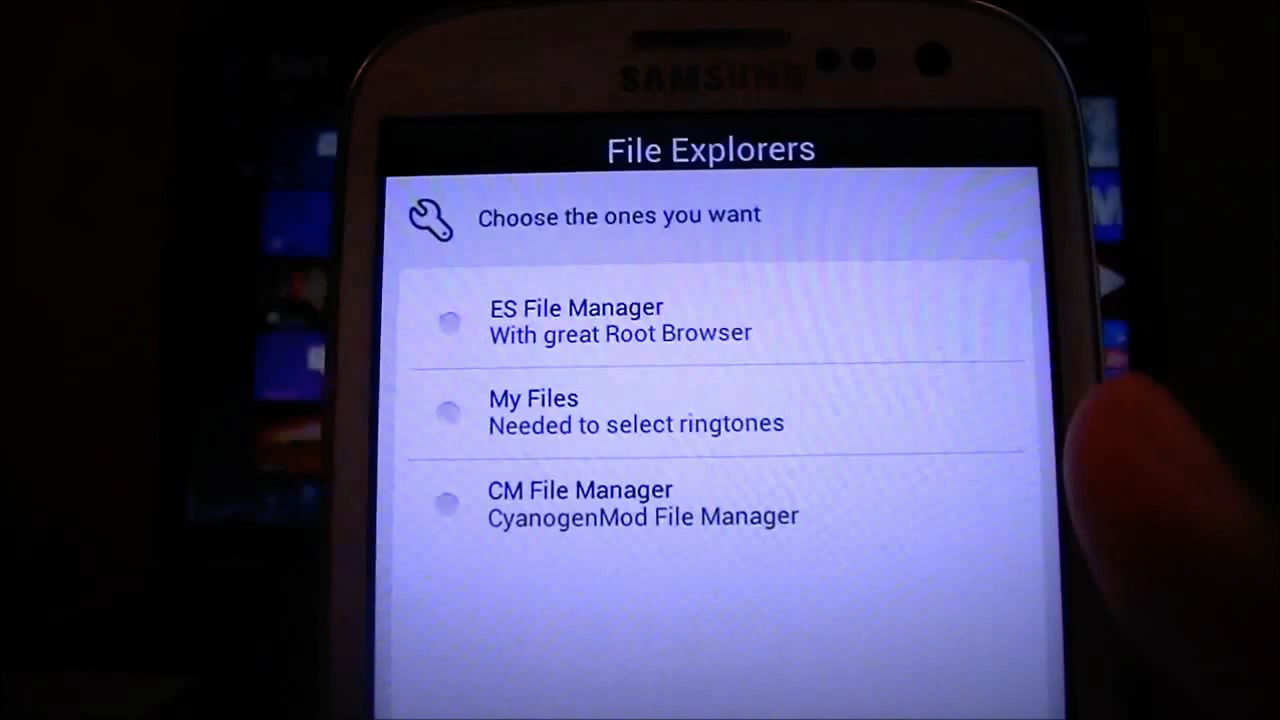 SAMSUNG
File Explorers
Choose the ones you want
ES File Manager
With great Root Browser
My Files
Needed to select ringtones
CM File Manager
CyanogenMod File Manager